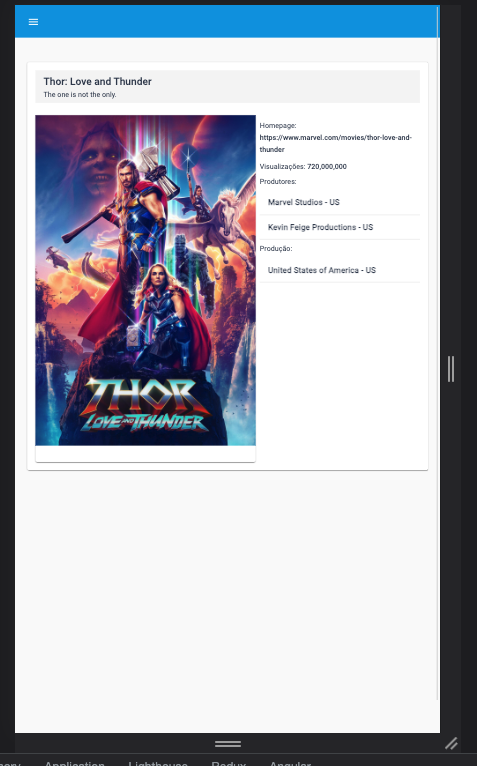 Thor: Love and Thunder
The one is not the only.
Homepage:
https://www.marvel.com/movies/thor-love-and-
thunder
Visualizações: 720,000,000
Produtores:
Marvel Studios - US
Kevin Feige Productions - US
Produção:
United States of America - US
THOR
LOVE AND THUNDER
Application Lighthouse Redux Angular